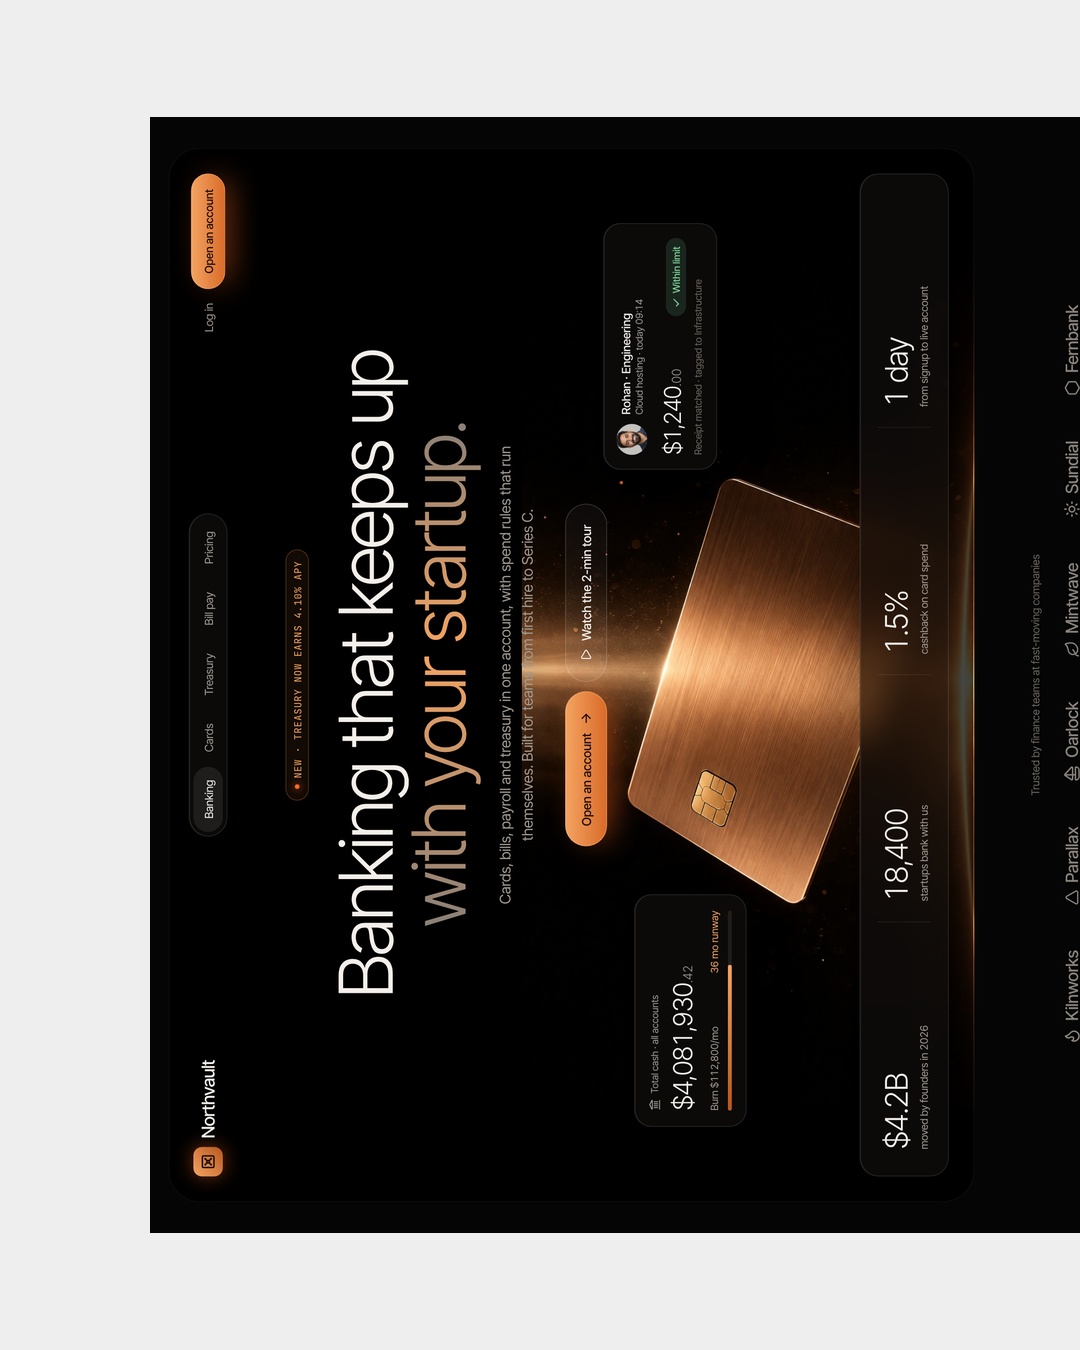 Northvault
Banking
Cards
Treasury
Bill pay
Pricing
Log in
Open an account
NEW · TREASURY NOW EARNS 4.10% APY
Banking that keeps up
with your startup.
Cards, bills, payroll and treasury in one account, with spend rules that run
themselves. Built for teams from first hire to Series C.
Open an account
Watch the 2-min tour
Total cash · all accounts
$4,081,930.42
Burn $112,800/mo
36 mo runway
Rohan · Engineering
Cloud hosting · today 09:14
$1,240.00
Within limit
Receipt matched · tagged to Infrastructure
$4.2B
moved by founders in 2026
18,400
startups bank with us
1.5%
cashback on card spend
1 day
from signup to live account
Trusted by finance teams at fast-moving companies
Kilnworks
Parallax
Oarlock
Mintwave
Sundial
Fernbank